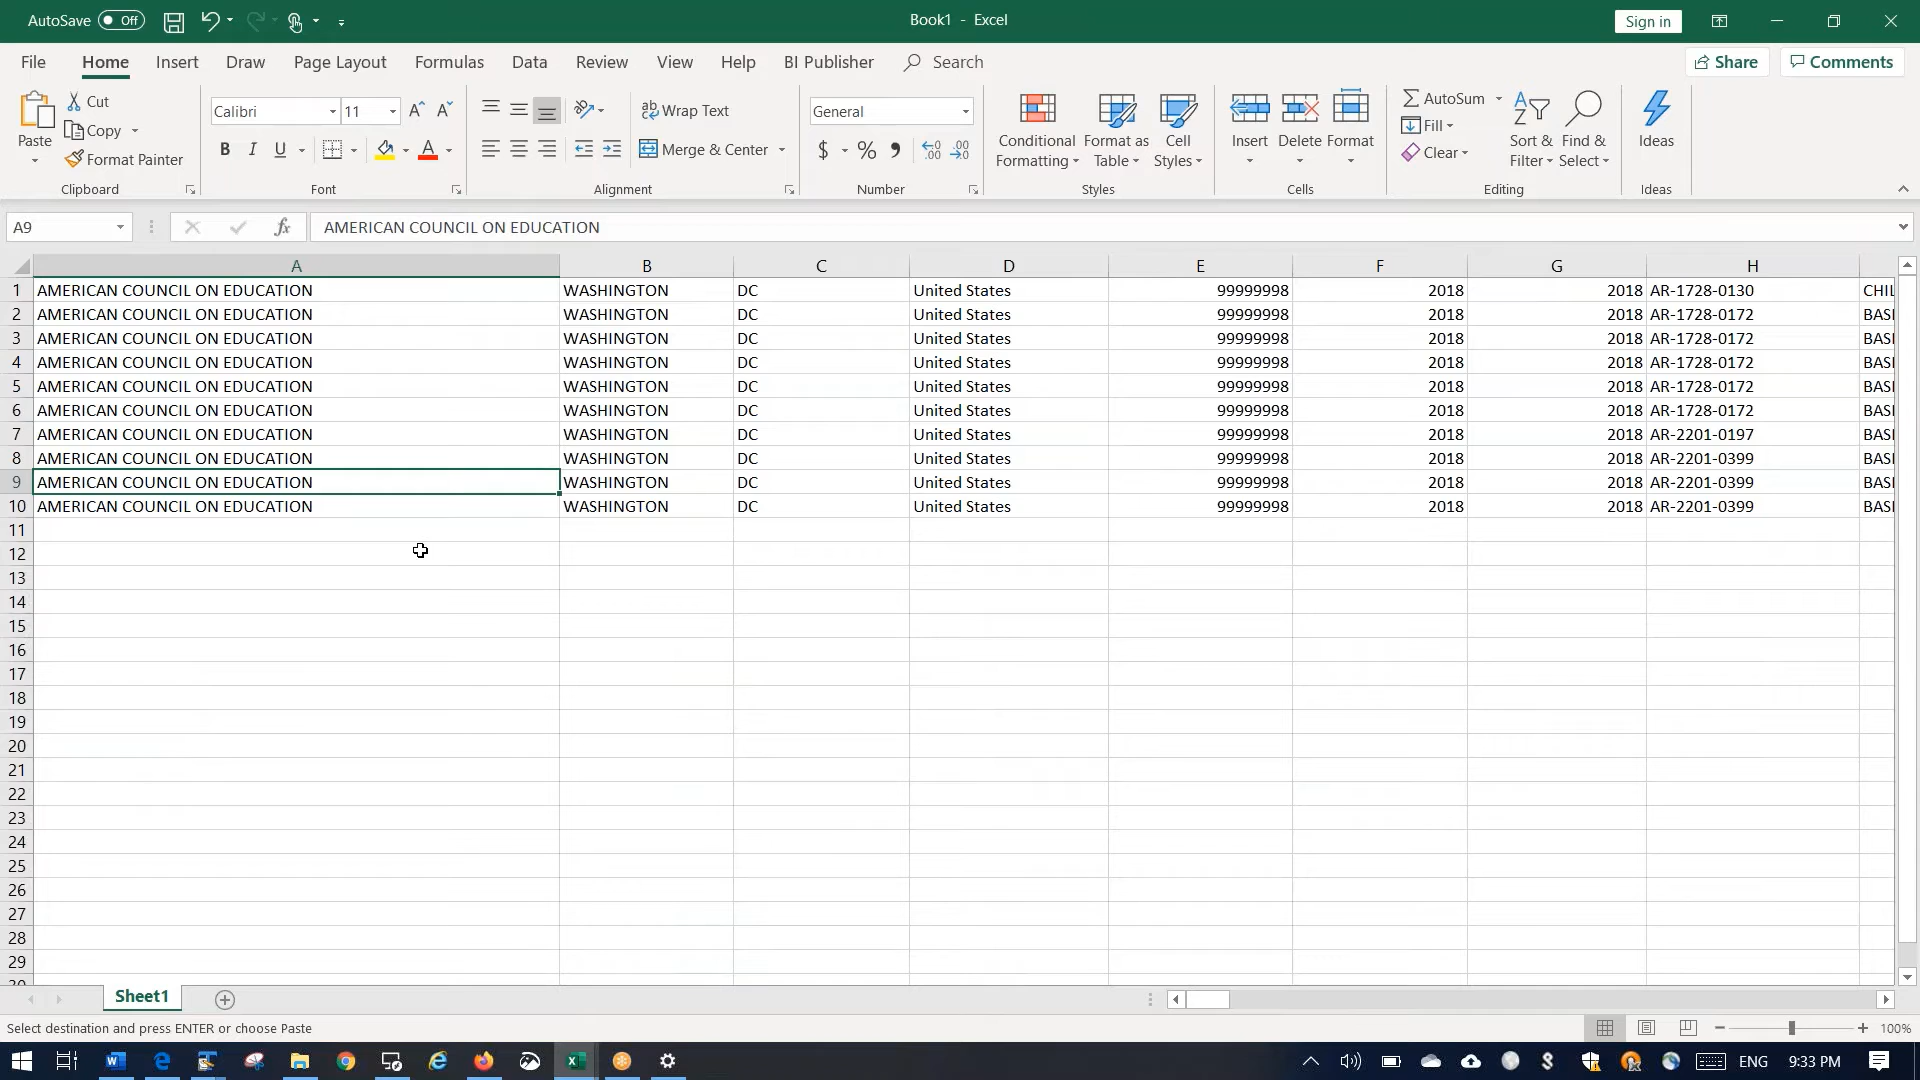 AutoSave Off Book1 - Excel Sign in
File Home Insert Draw Page Layout Formulas Data Review View Help BI Publisher Search Share Comments
Paste Cut Copy Format Painter Clipboard
Calibri 11 A A B I U A Font
ab Wrap Text Merge & Center Alignment
General $ % , .00 Number
Conditional Formatting Format as Table Cell Styles Styles
Insert Delete Format Cells
AutoSum Fill Clear Sort & Filter Find & Select Editing
Ideas Ideas
A9 fx AMERICAN COUNCIL ON EDUCATION
A B C D E F G H
1 AMERICAN COUNCIL ON EDUCATION WASHINGTON DC United States 99999998 2018 2018 AR-1728-0130 CHIL
2 AMERICAN COUNCIL ON EDUCATION WASHINGTON DC United States 99999998 2018 2018 AR-1728-0172 BASI
3 AMERICAN COUNCIL ON EDUCATION WASHINGTON DC United States 99999998 2018 2018 AR-1728-0172 BASI
4 AMERICAN COUNCIL ON EDUCATION WASHINGTON DC United States 99999998 2018 2018 AR-1728-0172 BASI
5 AMERICAN COUNCIL ON EDUCATION WASHINGTON DC United States 99999998 2018 2018 AR-1728-0172 BASI
6 AMERICAN COUNCIL ON EDUCATION WASHINGTON DC United States 99999998 2018 2018 AR-1728-0172 BASI
7 AMERICAN COUNCIL ON EDUCATION WASHINGTON DC United States 99999998 2018 2018 AR-2201-0197 BASI
8 AMERICAN COUNCIL ON EDUCATION WASHINGTON DC United States 99999998 2018 2018 AR-2201-0399 BASI
9 AMERICAN COUNCIL ON EDUCATION WASHINGTON DC United States 99999998 2018 2018 AR-2201-0399 BASI
10 AMERICAN COUNCIL ON EDUCATION WASHINGTON DC United States 99999998 2018 2018 AR-2201-0399 BASI
11
12
13
14
15
16
17
18
19
20
21
22
23
24
25
26
27
28
29
30
Sheet1
Select destination and press ENTER or choose Paste 100%
ENG 9:33 PM